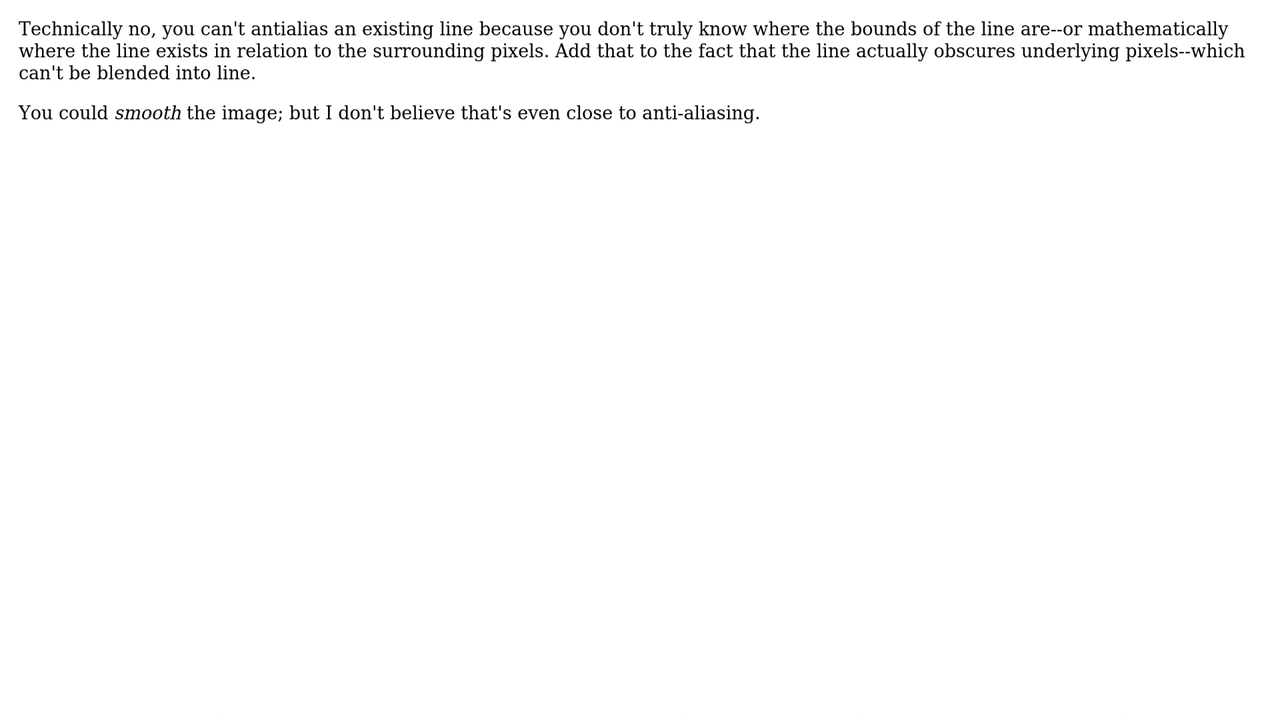 Technically no, you can't antialias an existing line because you don't truly know where the bounds of the line are--or mathematically
where the line exists in relation to the surrounding pixels. Add that to the fact that the line actually obscures underlying pixels--which
can't be blended into line.
You could smooth the image; but I don't believe that's even close to anti-aliasing.